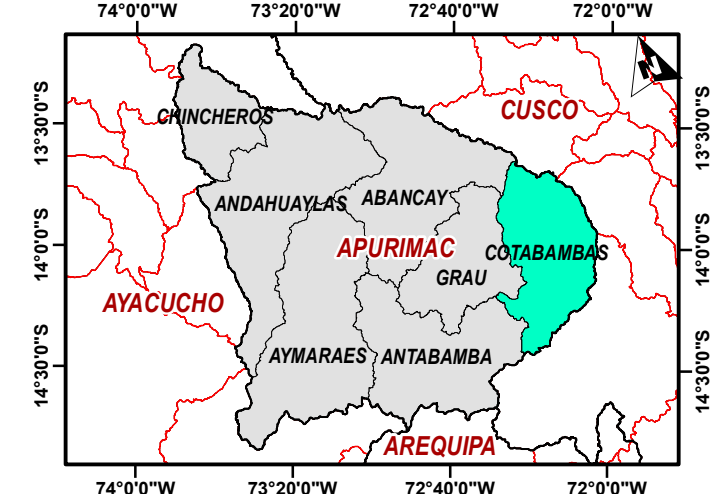 74°0'0"W 73°20'0"W 72°40'0"W 72°0'0"W
N
CUSCO
CHINCHEROS
13°30'0"S
13°30'0"S
ANDAHUAYLAS
ABANCAY
APURIMAC
COTABAMBAS
14°0'0"S
14°0'0"S
GRAU
AYACUCHO
AYMARAES
ANTABAMBA
14°30'0"S
14°30'0"S
AREQUIPA
74°0'0"W 73°20'0"W 72°40'0"W 72°0'0"W